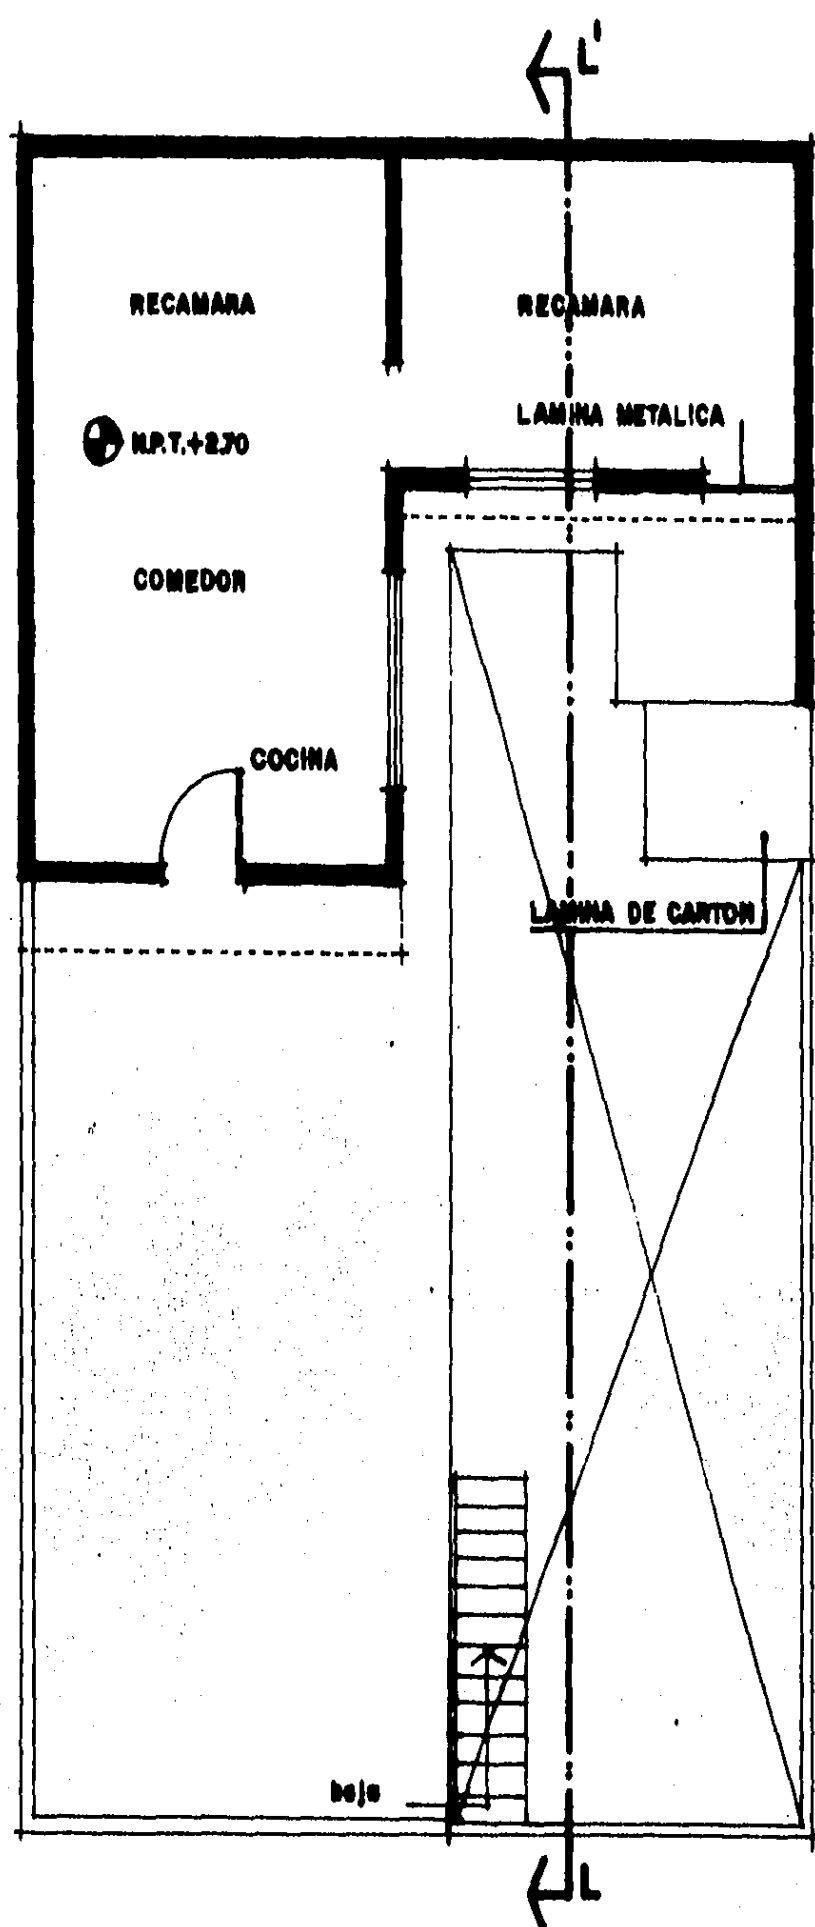 L'
RECAMARA
RECAMARA
LAMINA METALICA
N.P.T.+2.70
COMEDOR
COCINA
LAMINA DE CARTON
baja
L